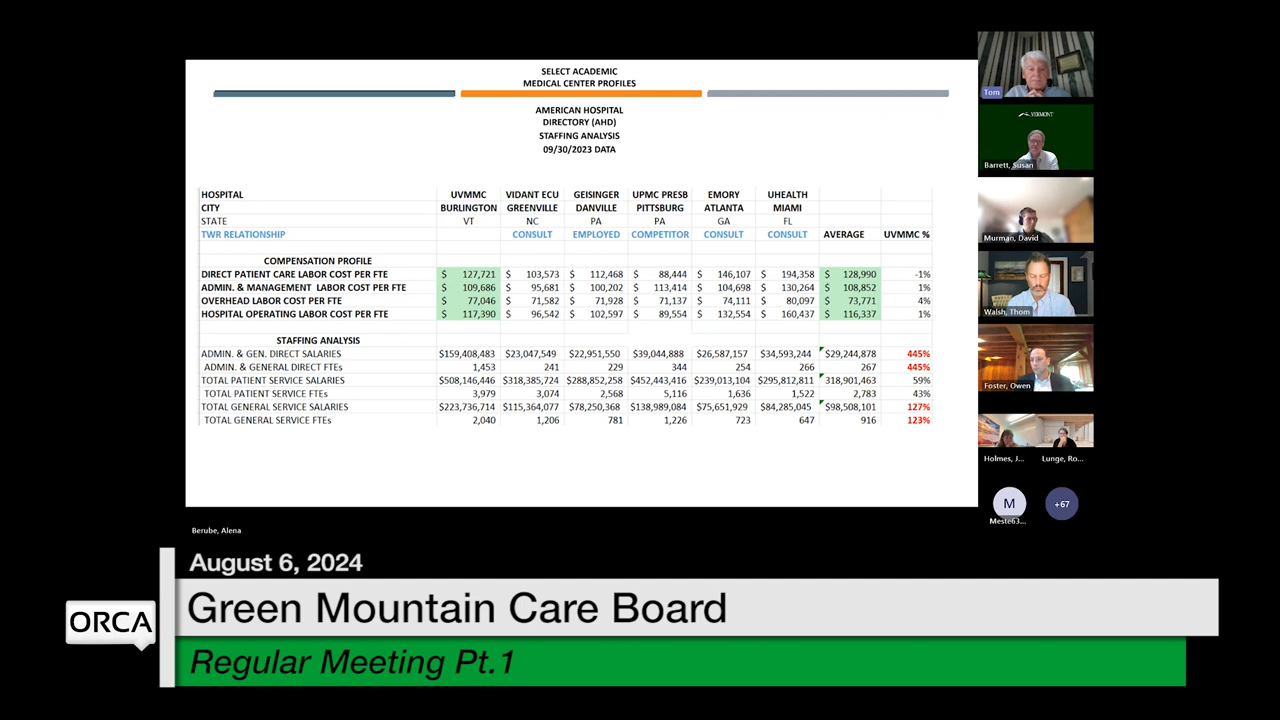 SELECT ACADEMIC
MEDICAL CENTER PROFILES
AMERICAN HOSPITAL
DIRECTORY (AHD)
STAFFING ANALYSIS
09/30/2023 DATA
HOSPITAL UVMMC VIDANT ECU GEISINGER UPMC PRESB EMORY UHEALTH
CITY BURLINGTON GREENVILLE DANVILLE PITTSBURG ATLANTA MIAMI
STATE VT NC PA PA GA FL
TWR RELATIONSHIP CONSULT EMPLOYED COMPETITOR CONSULT CONSULT AVERAGE UVMMC %
COMPENSATION PROFILE
DIRECT PATIENT CARE LABOR COST PER FTE $ 127,721 $ 103,573 $ 112,468 $ 88,444 $ 146,107 $ 194,358 $ 128,990 -1%
ADMIN. & MANAGEMENT LABOR COST PER FTE $ 109,686 $ 95,681 $ 100,202 $ 113,414 $ 104,698 $ 130,264 $ 108,852 1%
OVERHEAD LABOR COST PER FTE $ 77,046 $ 71,582 $ 71,928 $ 71,137 $ 74,111 $ 80,097 $ 73,771 4%
HOSPITAL OPERATING LABOR COST PER FTE $ 117,390 $ 96,542 $ 102,597 $ 89,554 $ 132,554 $ 160,437 $ 116,337 1%
STAFFING ANALYSIS
ADMIN. & GEN. DIRECT SALARIES $159,408,483 $23,047,549 $22,951,550 $39,044,888 $26,587,157 $34,593,244 $29,244,878 445%
ADMIN. & GENERAL DIRECT FTEs 1,453 241 229 344 254 266 267 445%
TOTAL PATIENT SERVICE SALARIES $508,146,446 $318,385,724 $288,852,258 $452,443,416 $239,013,104 $295,812,811 318,901,463 59%
TOTAL PATIENT SERVICE FTEs 3,979 3,074 2,568 5,116 1,636 1,522 2,783 43%
TOTAL GENERAL SERVICE SALARIES $223,736,714 $115,364,077 $78,250,368 $138,989,084 $75,651,929 $84,285,045 $98,508,101 127%
TOTAL GENERAL SERVICE FTEs 2,040 1,206 781 1,226 723 647 916 123%
Tom
VERMONT
Barrett, Susan
Murman, David
Walsh, Thom
Foster, Owen
Holmes, J... Lunge, Ro...
M +67
Meste63...
Berube, Alena
August 6, 2024
ORCA
Green Mountain Care Board
Regular Meeting Pt.1